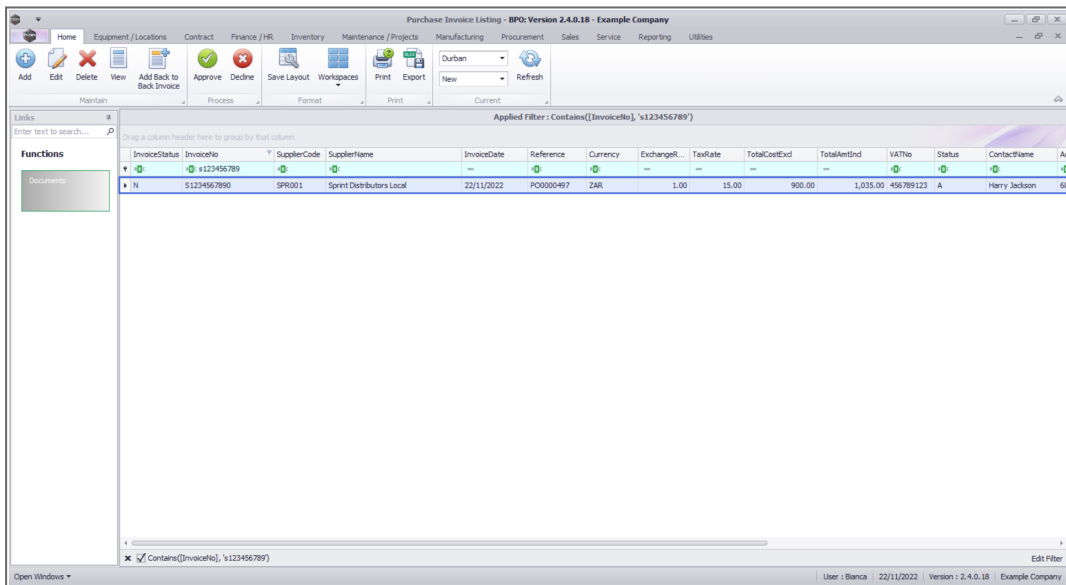 Purchase Invoice Listing - BPO: Version 2.4.0.18 - Example Company
Home Equipment / Locations Contract Finance / HR Inventory Maintenance / Projects Manufacturing Procurement Sales Service Reporting Utilities
Add Edit Delete View Add Back to Back Invoice Approve Decline Save Layout Workspaces Print Export Durban New Refresh
Maintain Process Format Print Current
Links
Applied Filter : Contains([InvoiceNo], 's123456789')
Enter text to search...
Drag a column header here to group by that column
Functions
Documents
InvoiceStatus InvoiceNo SupplierCode SupplierName InvoiceDate Reference Currency ExchangeR... TaxRate TotalCostExcl TotalAmtIncl VATNo Status ContactName
s123456789
N S1234567890 SPR001 Sprint Distributors Local 22/11/2022 PO0000497 ZAR 1.00 15.00 900.00 1,035.00 456789123 A Harry Jackson
Contains([InvoiceNo], 's123456789')
Edit Filter
Open Windows
User : Bianca 22/11/2022 Version : 2.4.0.18 Example Company